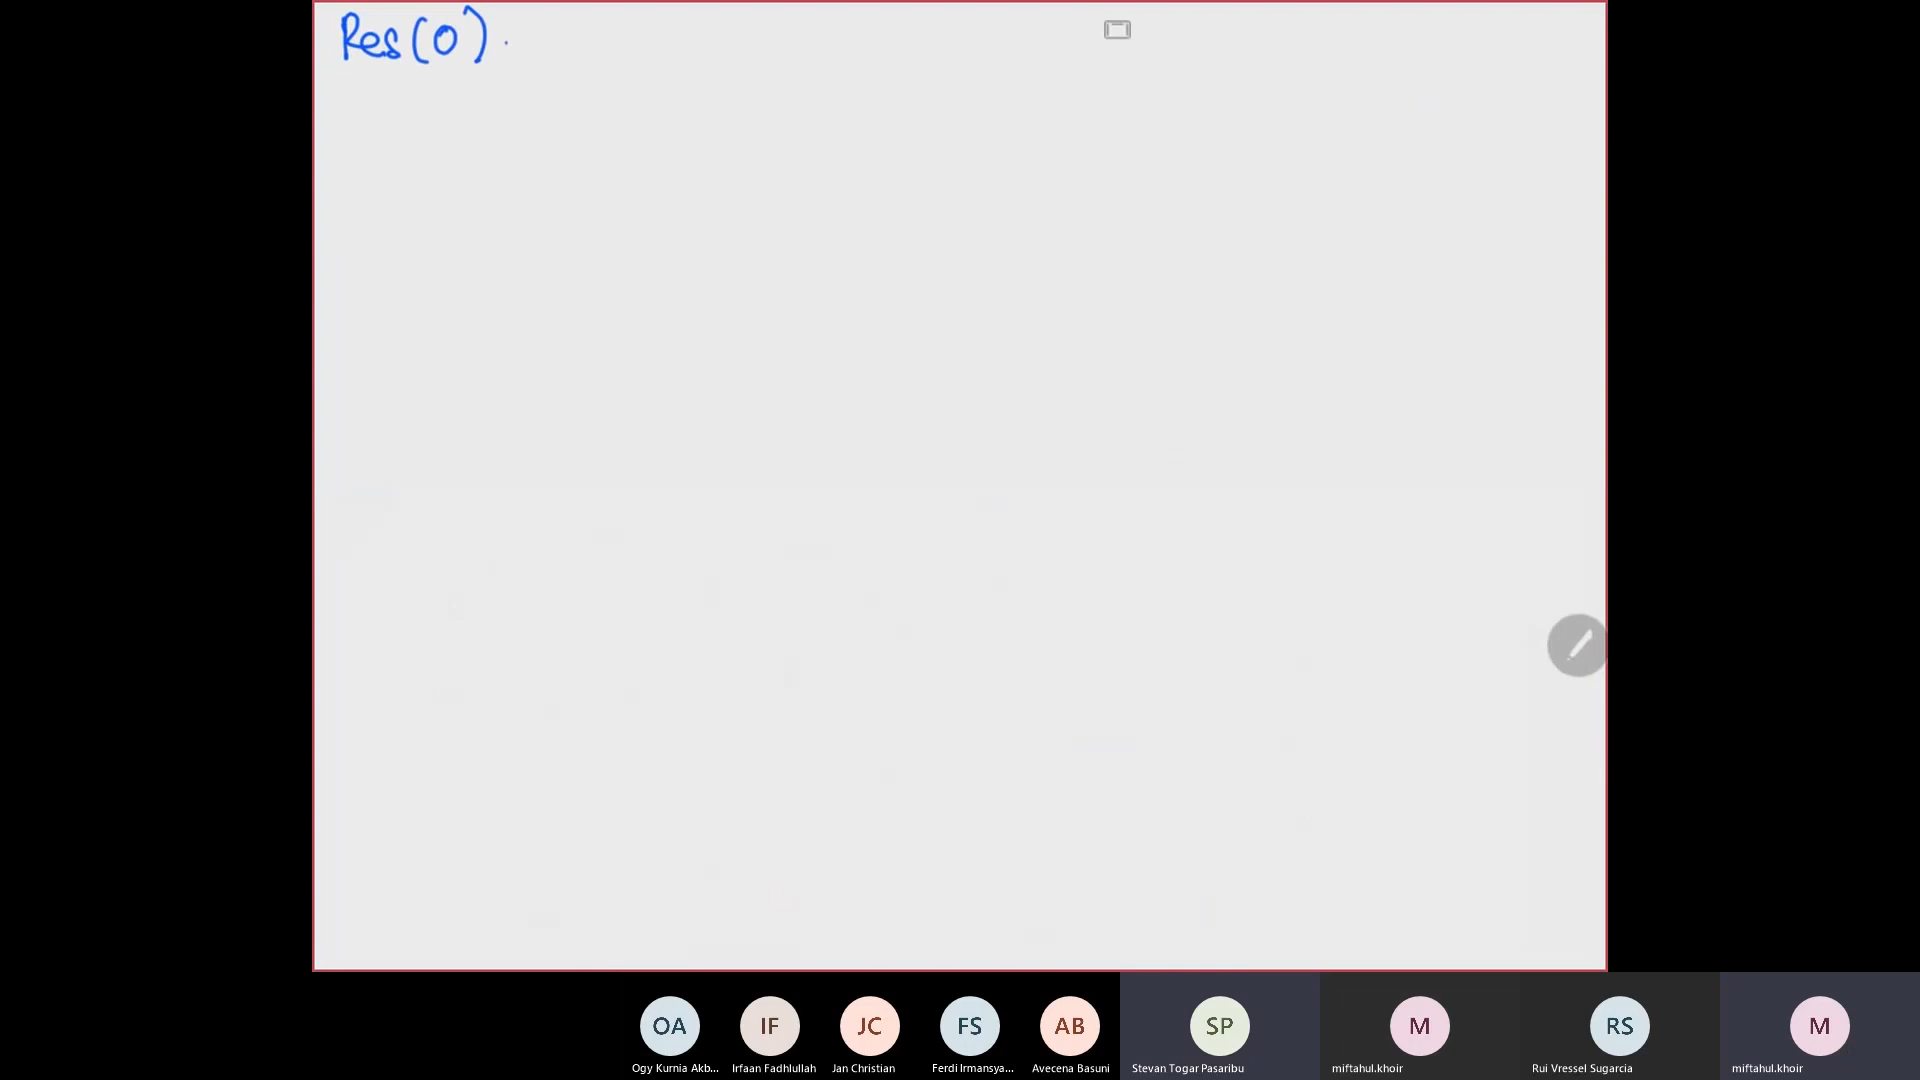 Res(0).
OA
IF
JC
FS
AB
SP
M
RS
M
Ogy Kurnia Akb...
Irfaan Fadhlullah
Jan Christian
Ferdi Irmansya...
Avecena Basuni
Stevan Togar Pasaribu
miftahul.khoir
Rui Vressel Sugarcia
miftahul.khoir